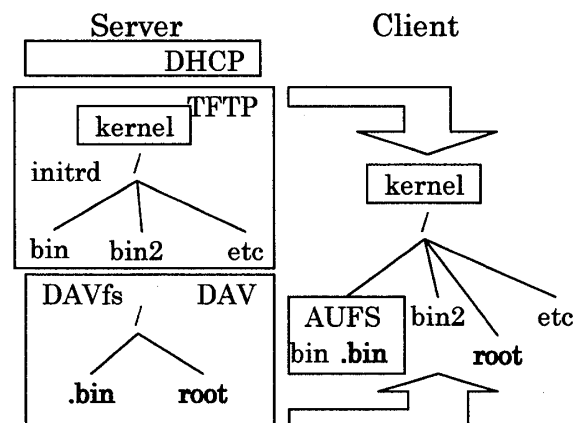 Server
Client
DHCP
TFTP
kernel
/
initrd
bin bin2 etc
DAVfs DAV
/
.bin root
kernel
/
AUFS bin2 etc
bin .bin root